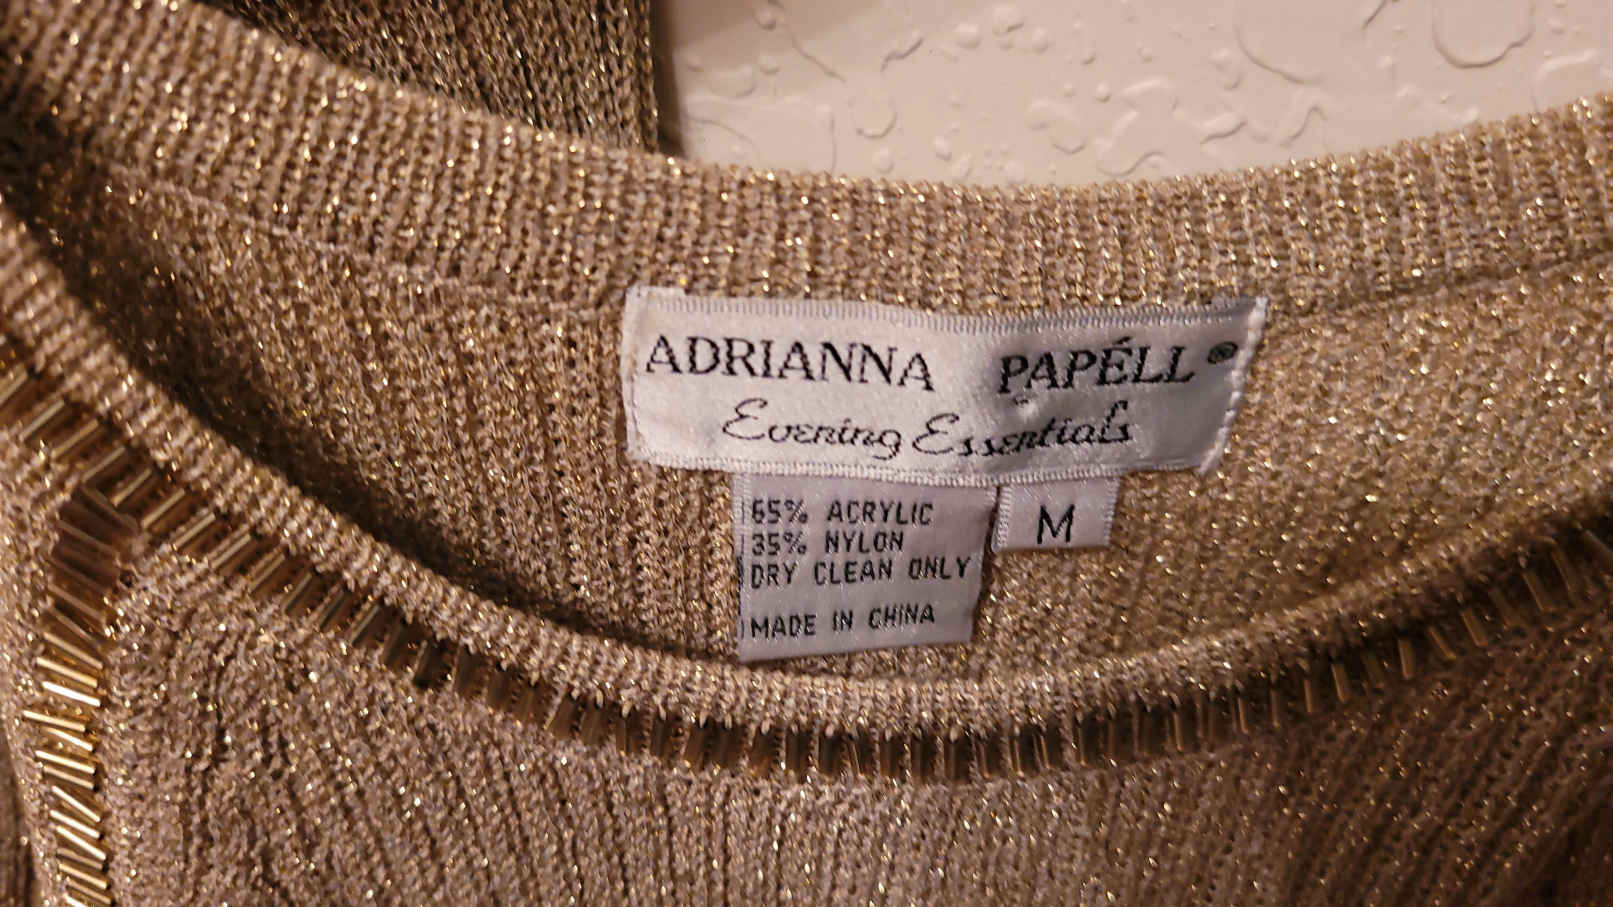 ADRIANNA PAPÉLL®
Evening Essentials
65% ACRYLIC
35% NYLON
DRY CLEAN ONLY
MADE IN CHINA
M